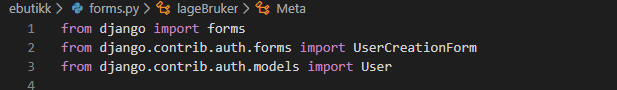 ebutikk > forms.py > lageBruker > Meta
1 from django import forms
2 from django.contrib.auth.forms import UserCreationForm
3 from django.contrib.auth.models import User
4